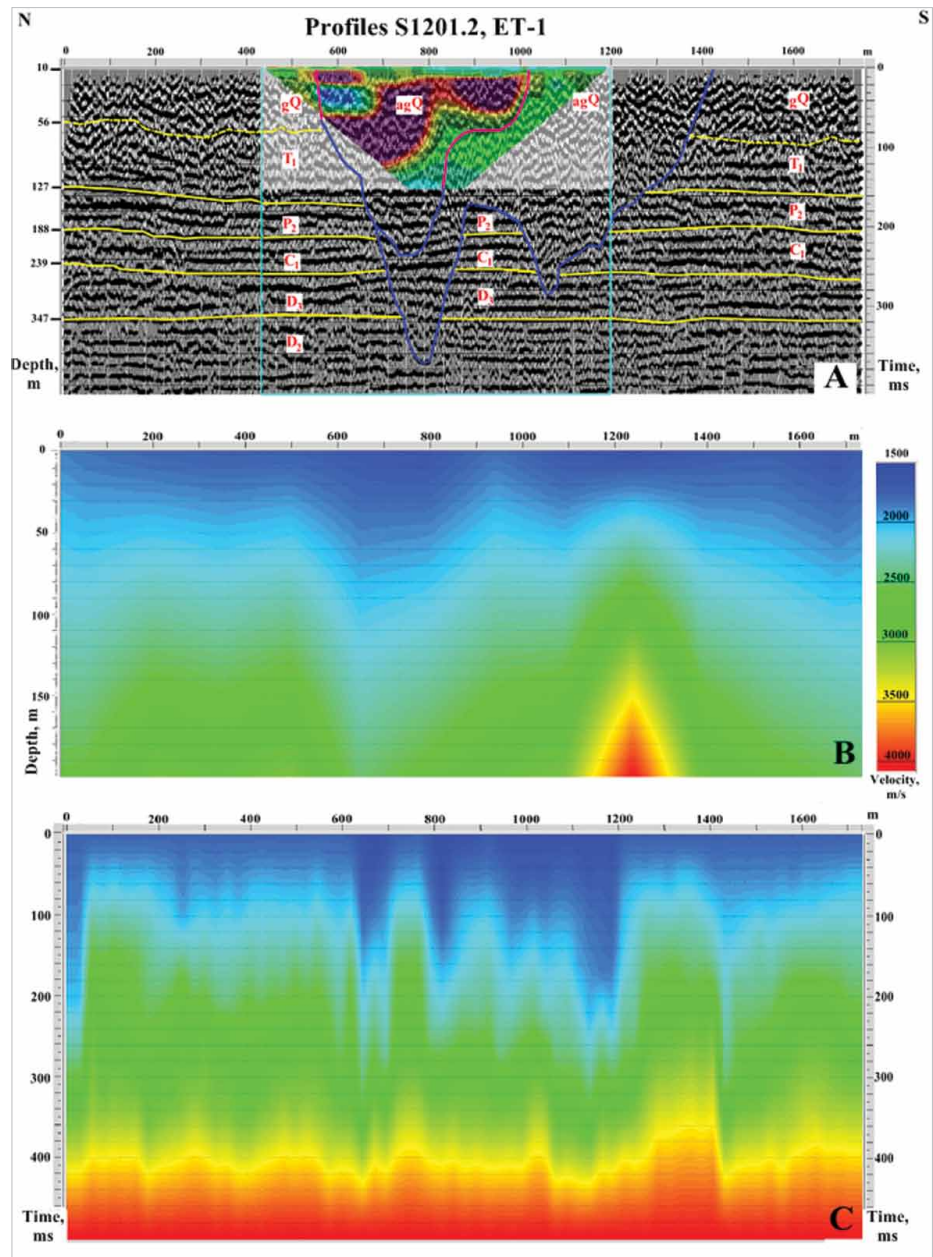 N
S
Profiles S1201.2, ET-1
0 200 400 600 800 1000 1200 1400 1600 m
10
56
127
188
239
347
Depth,
m
0
100
200
300
Time,
ms
gQ agQ agQ gQ
T1 T1
P2 P2 P2
C1 C1 C1
D3 D3
D2
A
0 200 400 600 800 1000 1200 1400 1600 m
0
50
100
150
Depth, m
B
1500
2000
2500
3000
3500
4000
Velocity,
m/s
0 200 400 600 800 1000 1200 1400 1600 m
0 0
100 100
200 200
300 300
400 400
Time,
ms
C
Time,
ms